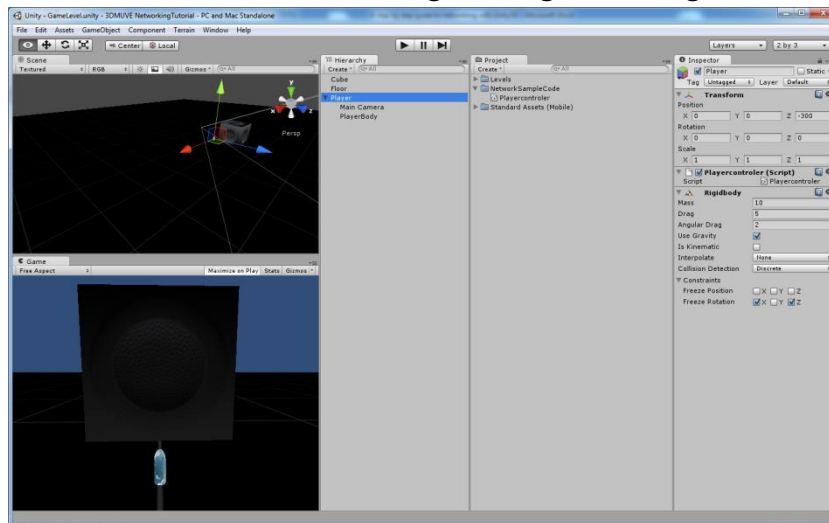 Unity - GameLevel.unity - 3DMUVE NetworkingTutorial - PC and Mac Standalone
File Edit Assets GameObject Component Terrain Window Help
Center Local
Layers 2 by 3
Scene
Textured RGB Gizmos All
y
x z
Persp
Game
Free Aspect Maximize on Play Stats Gizmos
Hierarchy
Create All
Cube
Floor
Player
Main Camera
PlayerBody
Project
Create All
Levels
NetworkSampleCode
Playercontroler
Standard Assets (Mobile)
Inspector
Player Static
Tag Untagged Layer Default
Transform
Position
X 0 Y 0 Z -300
Rotation
X 0 Y 0 Z 0
Scale
X 1 Y 1 Z 1
Playercontroler (Script)
Script Playercontroler
Rigidbody
Mass 10
Drag 5
Angular Drag 2
Use Gravity
Is Kinematic
Interpolate None
Collision Detection Discrete
Constraints
Freeze Position X Y Z
Freeze Rotation X Y Z